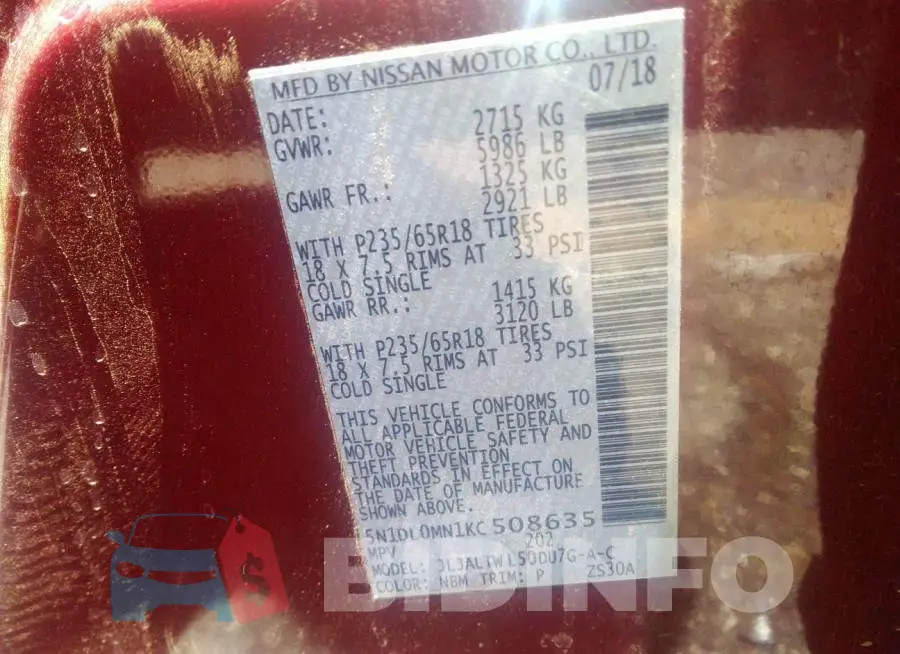 MFD BY NISSAN MOTOR CO., LTD.
DATE: 07/18
GVWR: 2715 KG
5986 LB
GAWR FR.: 1325 KG
2921 LB
WITH P235/65R18 TIRES
18 X 7.5 RIMS AT 33 PSI
COLD SINGLE
GAWR RR.: 1415 KG
3120 LB
WITH P235/65R18 TIRES
18 X 7.5 RIMS AT 33 PSI
COLD SINGLE
THIS VEHICLE CONFORMS TO
ALL APPLICABLE FEDERAL
MOTOR VEHICLE SAFETY AND
THEFT PREVENTION
STANDARDS IN EFFECT ON
THE DATE OF MANUFACTURE
SHOWN ABOVE.
5N1DL0MN1KC508635
MPV 202
MODEL:
COLOR: NBM TRIM: P ZS30A
BIDINFO